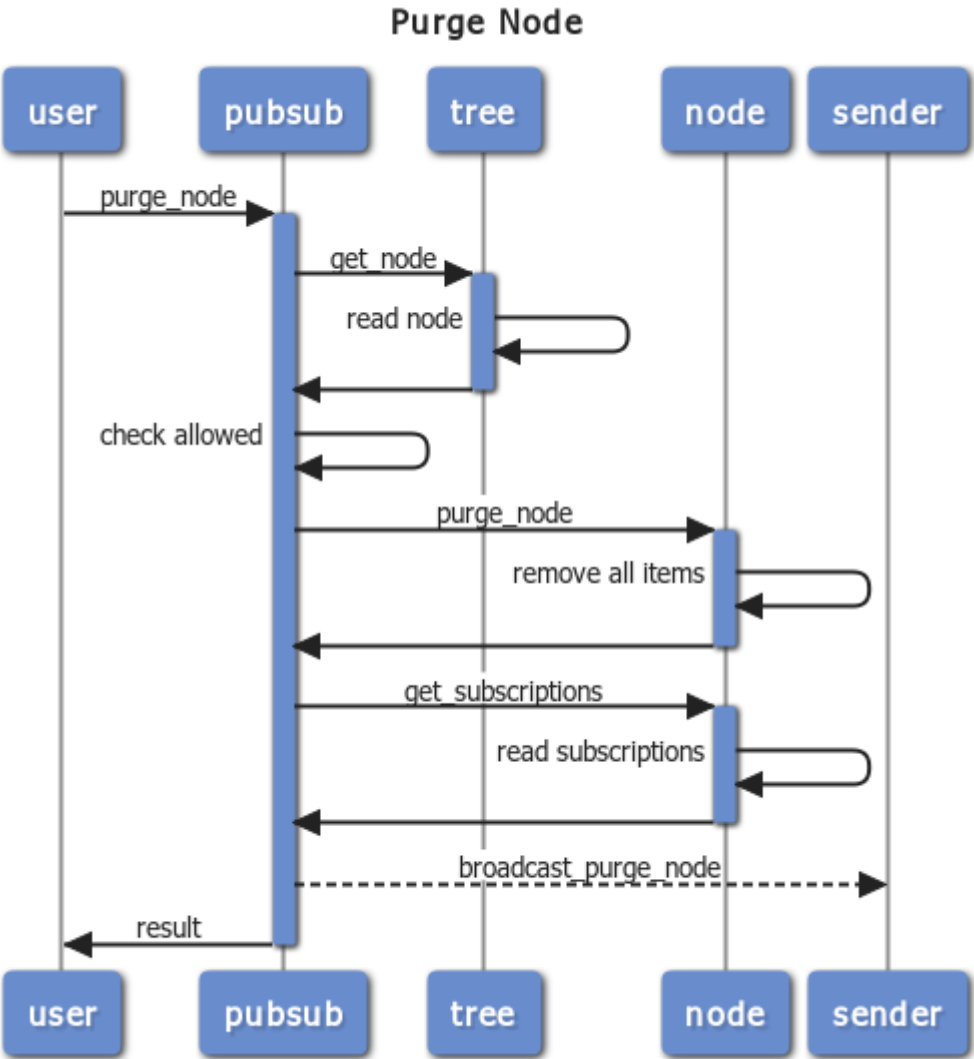 Purge Node
user pubsub tree node sender
purge_node
get_node
read node
check allowed
purge_node
remove all items
get_subscriptions
read subscriptions
broadcast_purge_node
result
user pubsub tree node sender